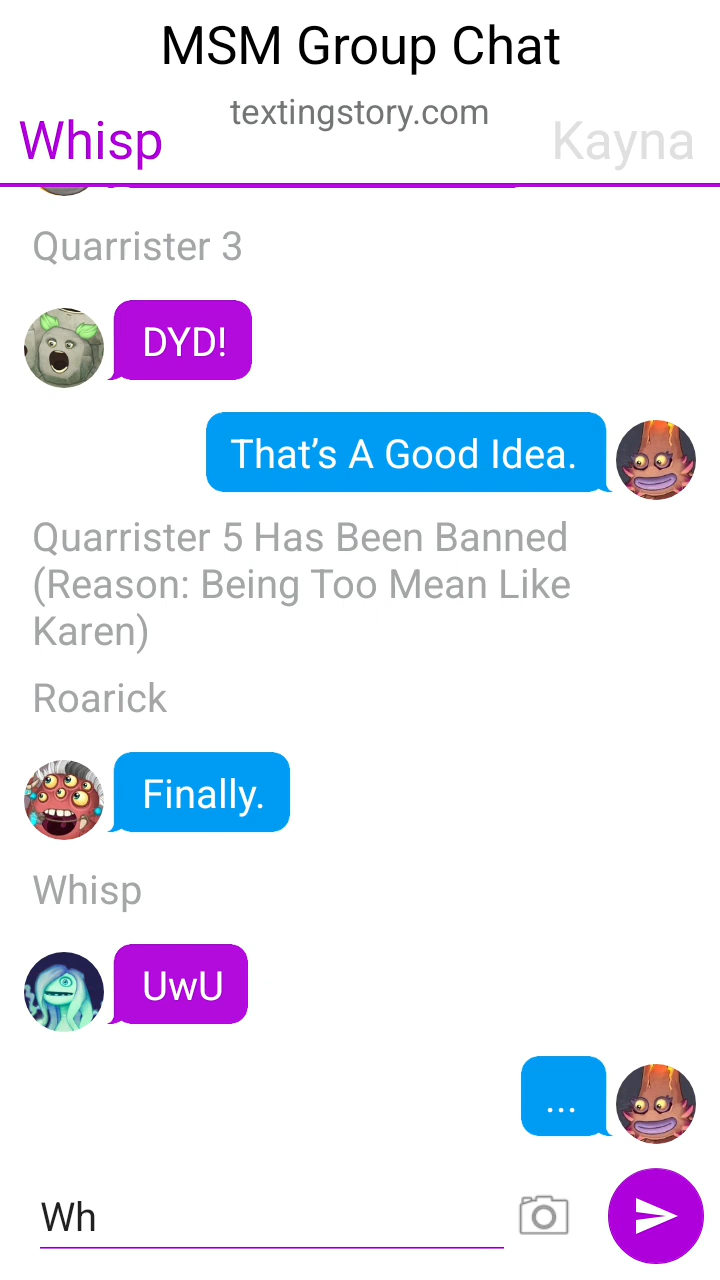 MSM Group Chat
textingstory.com
Whisp
Kayna
Quarrister 3
DYD!
That’s A Good Idea.
Quarrister 5 Has Been Banned
(Reason: Being Too Mean Like
Karen)
Roarick
Finally.
Whisp
UwU
...
Wh